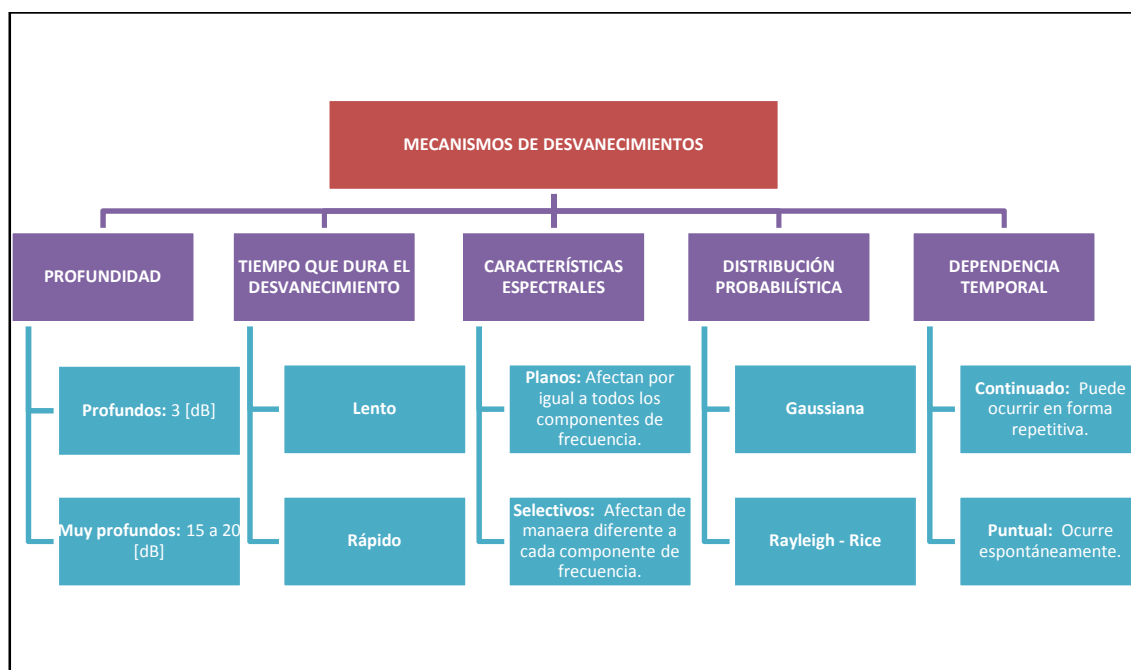 MECANISMOS DE DESVANECIMIENTOS
PROFUNDIDAD
TIEMPO QUE DURA EL
DESVANECIMIENTO
CARACTERÍSTICAS
ESPECTRALES
DISTRIBUCIÓN
PROBABILÍSTICA
DEPENDENCIA
TEMPORAL
Profundos: 3 [dB]
Lento
Planos: Afectan por
igual a todos los
componentes de
frecuencia.
Gaussiana
Continuado: Puede
ocurrir en forma
repetitiva.
Muy profundos: 15 a 20
[dB]
Rápido
Selectivos: Afectan de
manaera diferente a
cada componente de
frecuencia.
Rayleigh - Rice
Puntual: Ocurre
espontáneamente.